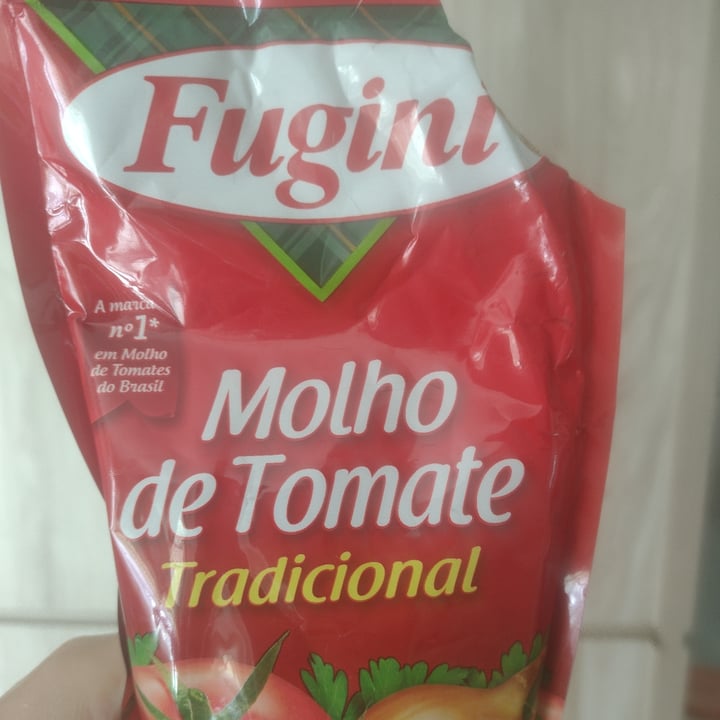 Fugini
A marca
nº1*
em Molho
de Tomates
do Brasil
Molho
de Tomate
Tradicional